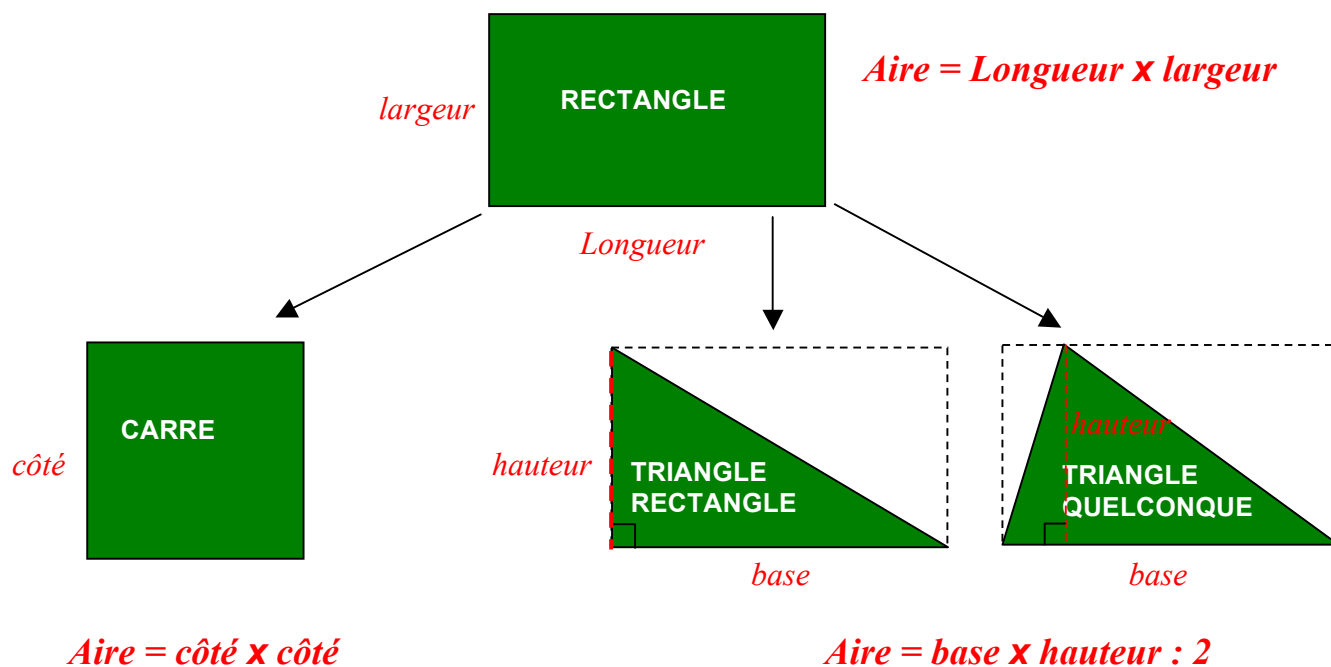 RECTANGLE
Aire = Longueur x largeur
largeur
Longueur
CARRE
côté
hauteur
TRIANGLE
RECTANGLE
base
hauteur
TRIANGLE
QUELCONQUE
base
Aire = côté x côté
Aire = base x hauteur : 2